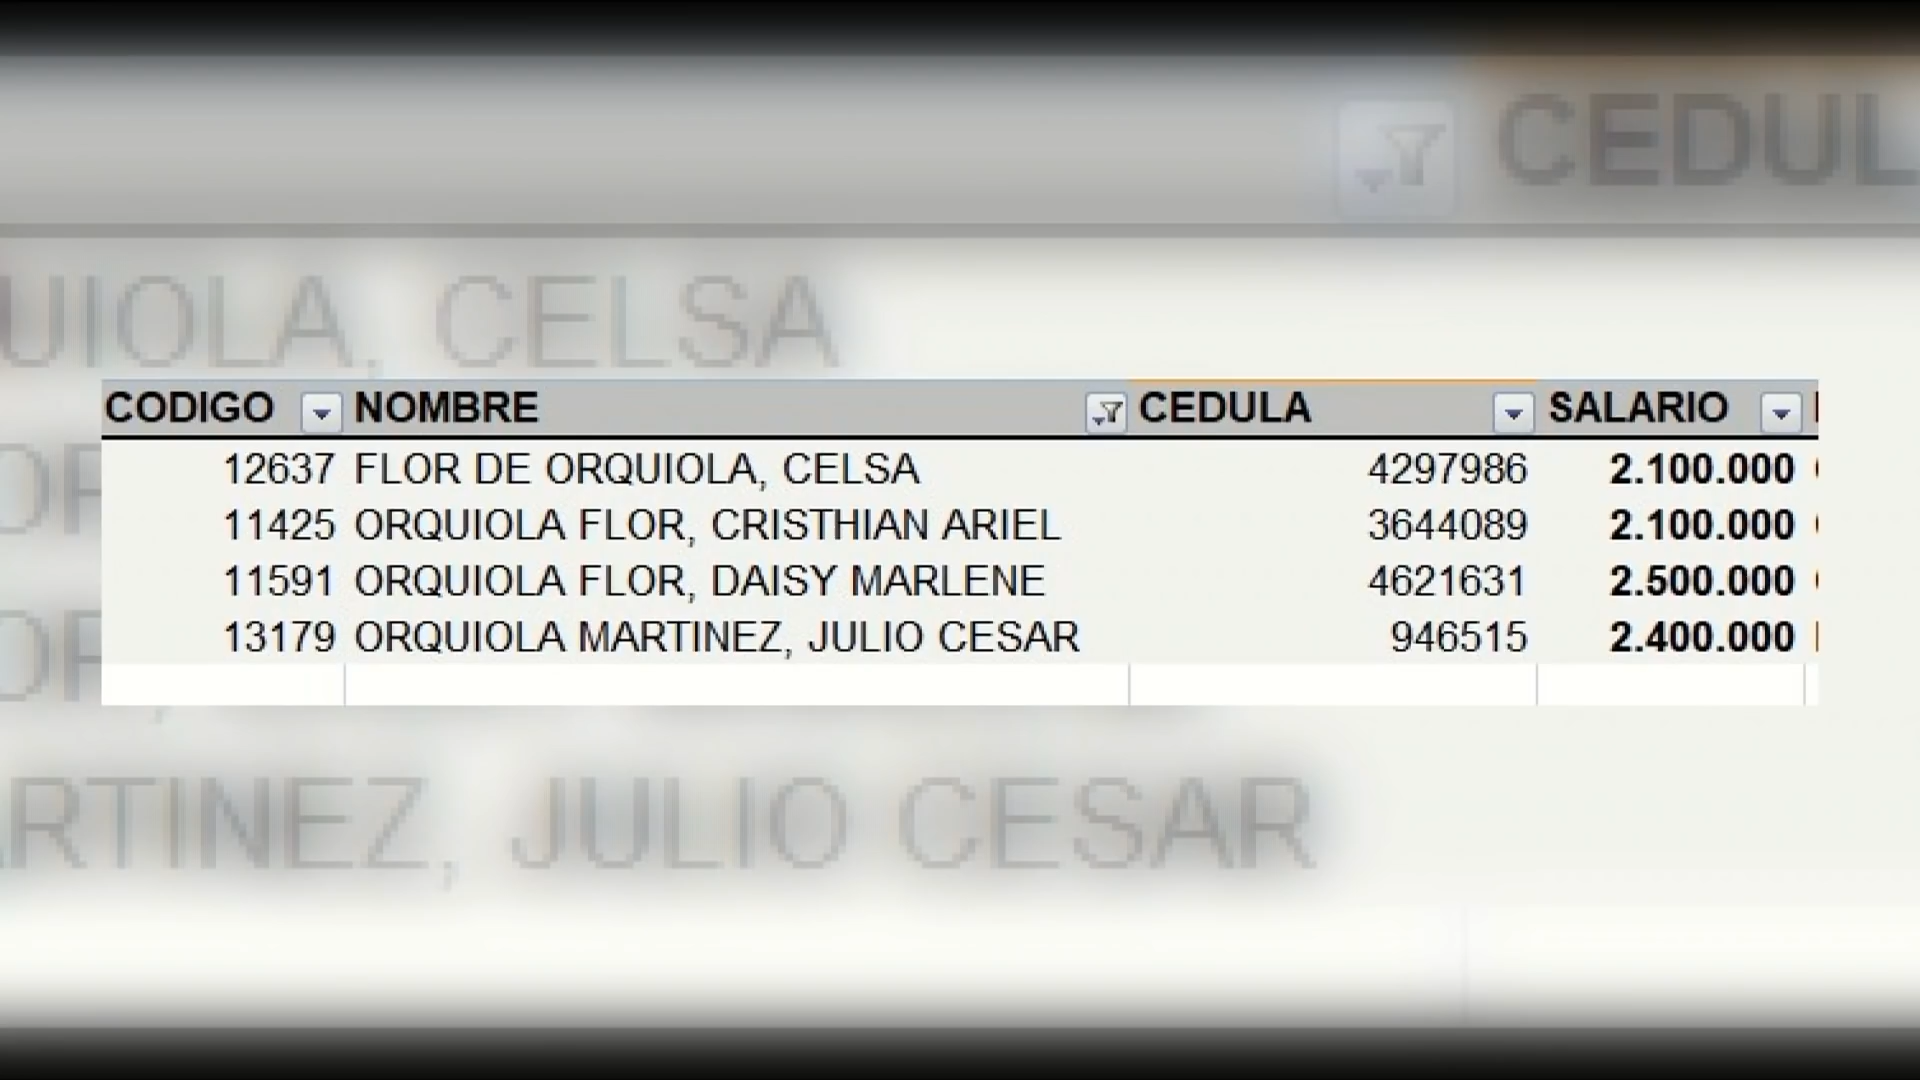 CEDUL
UIOLA, CELSA
CODIGO NOMBRE CEDULA SALARIO
12637 FLOR DE ORQUIOLA, CELSA 4297986 2.100.000
11425 ORQUIOLA FLOR, CRISTHIAN ARIEL 3644089 2.100.000
11591 ORQUIOLA FLOR, DAISY MARLENE 4621631 2.500.000
13179 ORQUIOLA MARTINEZ, JULIO CESAR 946515 2.400.000
ARTINEZ, JULIO CESAR